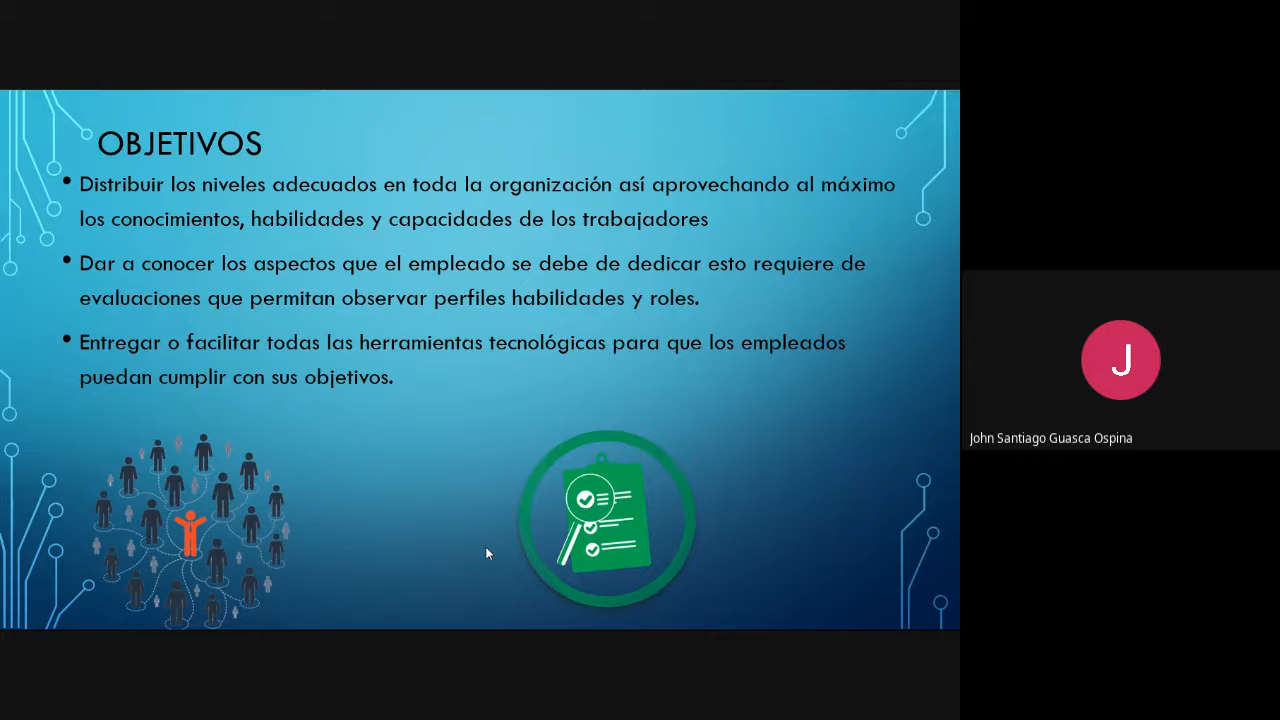 OBJETIVOS
• Distribuir los niveles adecuados en toda la organización así aprovechando al máximo
los conocimientos, habilidades y capacidades de los trabajadores
• Dar a conocer los aspectos que el empleado se debe de dedicar esto requiere de
evaluaciones que permitan observar perfiles habilidades y roles.
• Entregar o facilitar todas las herramientas tecnológicas para que los empleados
puedan cumplir con sus objetivos.
J
John Santiago Guasca Ospina